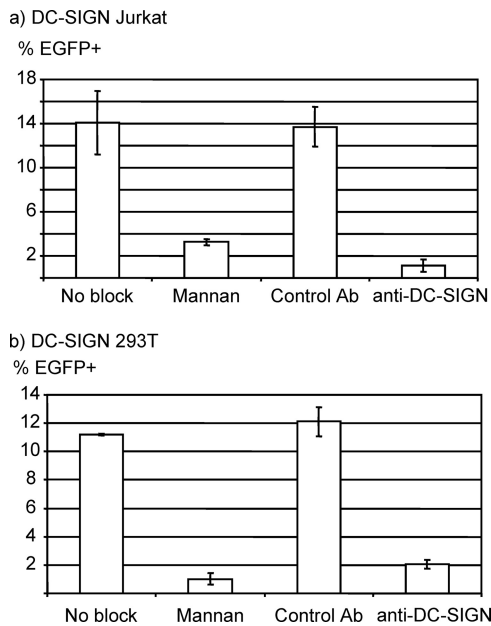 a) DC-SIGN Jurkat
% EGFP+
18
14
10
6
2
No block Mannan Control Ab anti-DC-SIGN
b) DC-SIGN 293T
% EGFP+
14
12
10
8
6
4
2
No block Mannan Control Ab anti-DC-SIGN